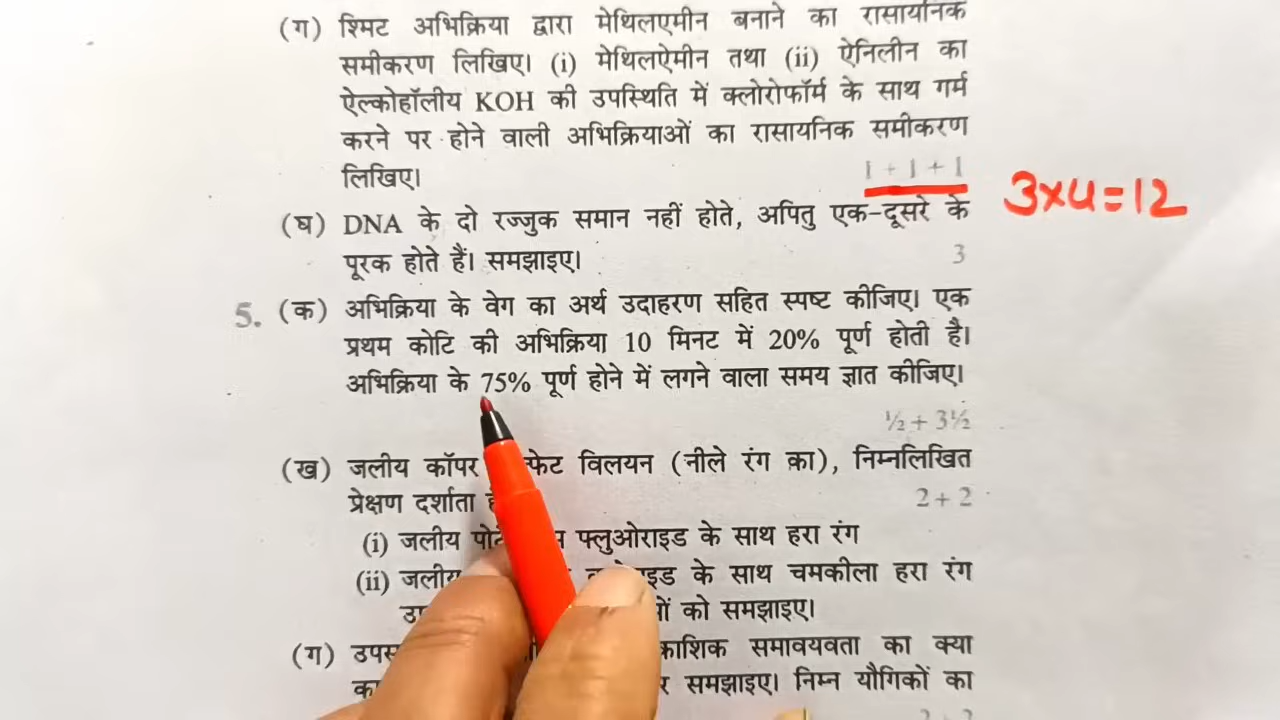 (ग) श्मिट अभिक्रिया द्वारा मेथिलएमीन बनाने का रासायनिक
समीकरण लिखिए। (i) मेथिलऐमीन तथा (ii) ऐनिलीन का
ऐल्कोहॉलीय KOH की उपस्थिति में क्लोरोफॉर्म के साथ गर्म
करने पर होने वाली अभिक्रियाओं का रासायनिक समीकरण
लिखिए। 1 + 1 + 1
3×4=12
(घ) DNA के दो रज्जुक समान नहीं होते, अपितु एक-दूसरे के
पूरक होते हैं। समझाइए। 3
5. (क) अभिक्रिया के वेग का अर्थ उदाहरण सहित स्पष्ट कीजिए। एक
प्रथम कोटि की अभिक्रिया 10 मिनट में 20% पूर्ण होती है।
अभिक्रिया के 75% पूर्ण होने में लगने वाला समय ज्ञात कीजिए।
½ + 3½
(ख) जलीय कॉपर विलयन (नीले रंग का), निम्नलिखित
प्रेक्षण दर्शाता 2 + 2
(i) जलीय फ्लुओराइड के साथ हरा रंग
(ii) जलीय के साथ चमकीला हरा रंग
को समझाइए।
(ग) समावयवता का क्या
समझाइए। निम्न यौगिकों का
2 + 2